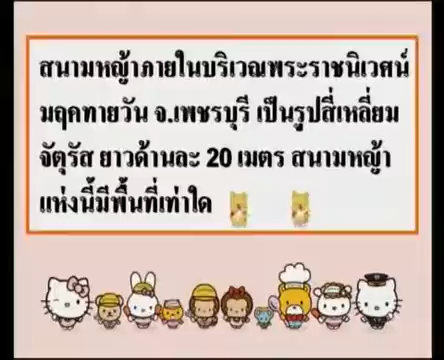 สนามหญ้าภายในบริเวณพระราชนิเวศน์
มฤคทายวัน จ.เพชรบุรี เป็นรูปสี่เหลี่ยม
จัตุรัส ยาวด้านละ 20 เมตร สนามหญ้า
แห่งนี้มีพื้นที่เท่าใด